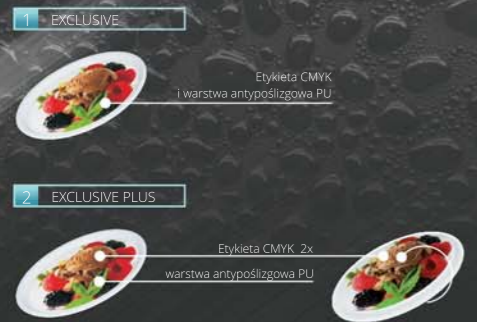 1 EXCLUSIVE
Etykieta CMYK
i warstwa antypoślizgowa PU
2 EXCLUSIVE PLUS
Etykieta CMYK 2x
warstwa antypoślizgowa PU